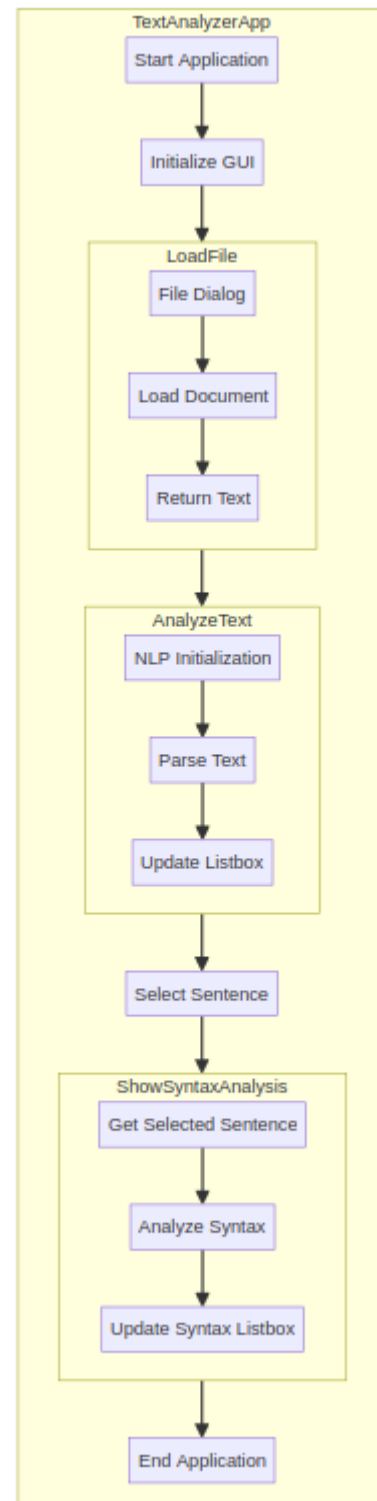 TextAnalyzerApp
Start Application
Initialize GUI
LoadFile
File Dialog
Load Document
Return Text
AnalyzeText
NLP Initialization
Parse Text
Update Listbox
Select Sentence
ShowSyntaxAnalysis
Get Selected Sentence
Analyze Syntax
Update Syntax Listbox
End Application